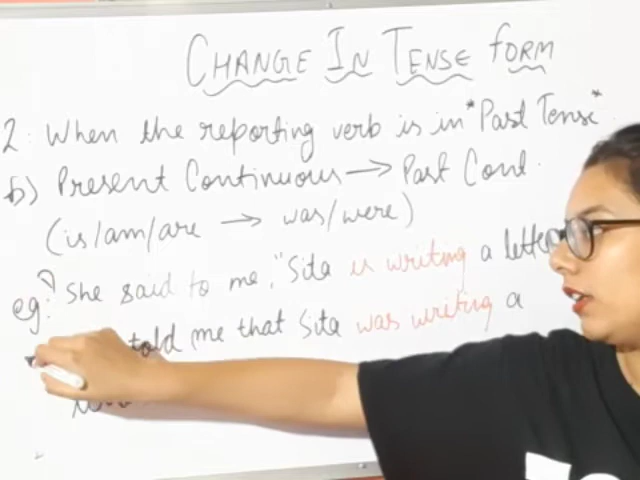 CHANGE IN TENSE FORM
2. When the reporting verb is in *Past Tense*
b) Present Continuous → Past Cont.
(is/am/are → was/were)
eg: She said to me, "Sita is writing a letter
told me that Sita was writing a